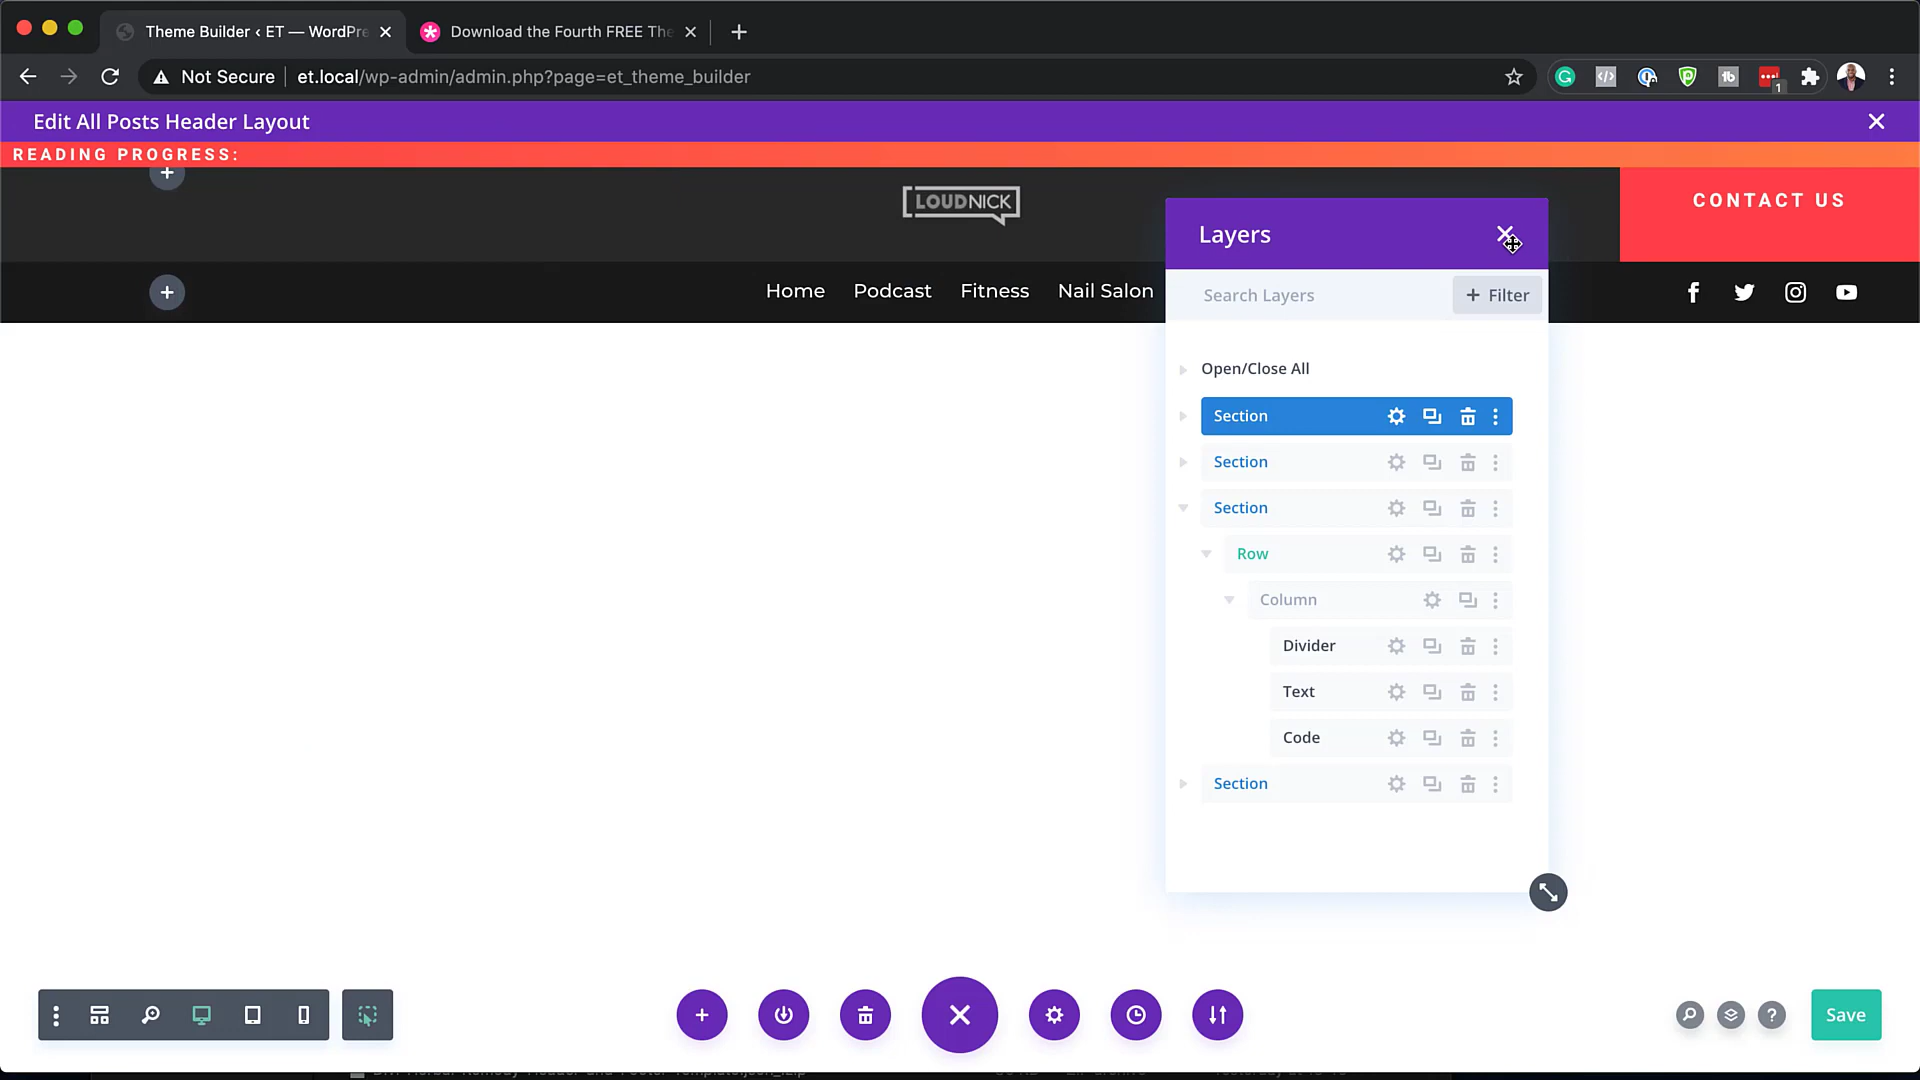 Theme Builder ‹ ET — WordPre
Download the Fourth FREE The
Not Secure
et.local/wp-admin/admin.php?page=et_theme_builder
1
Edit All Posts Header Layout
READING PROGRESS:
LOUDNICK
CONTACT US
Home Podcast Fitness Nail Salon
Layers
Search Layers
+ Filter
Open/Close All
Section
Section
Section
Row
Column
Divider
Text
Code
Section
Save